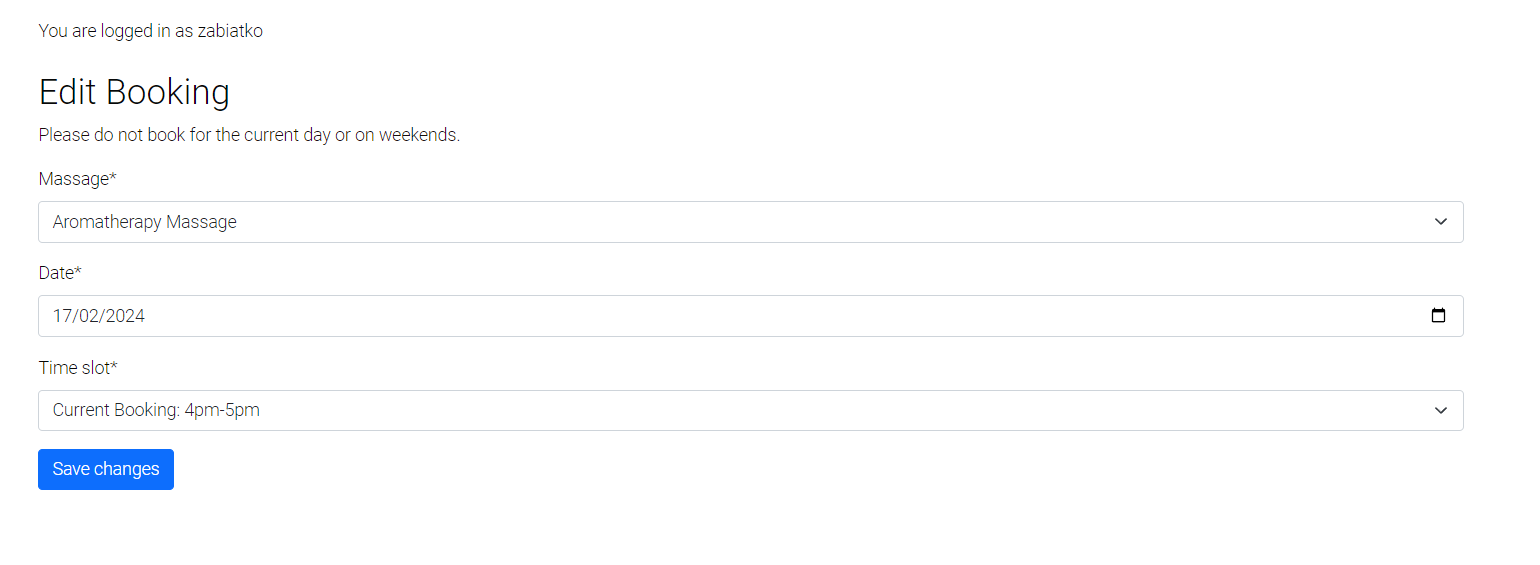 You are logged in as zabiatko
Edit Booking
Please do not book for the current day or on weekends.
Massage*
Aromatherapy Massage
Date*
17/02/2024
Time slot*
Current Booking: 4pm-5pm
Save changes